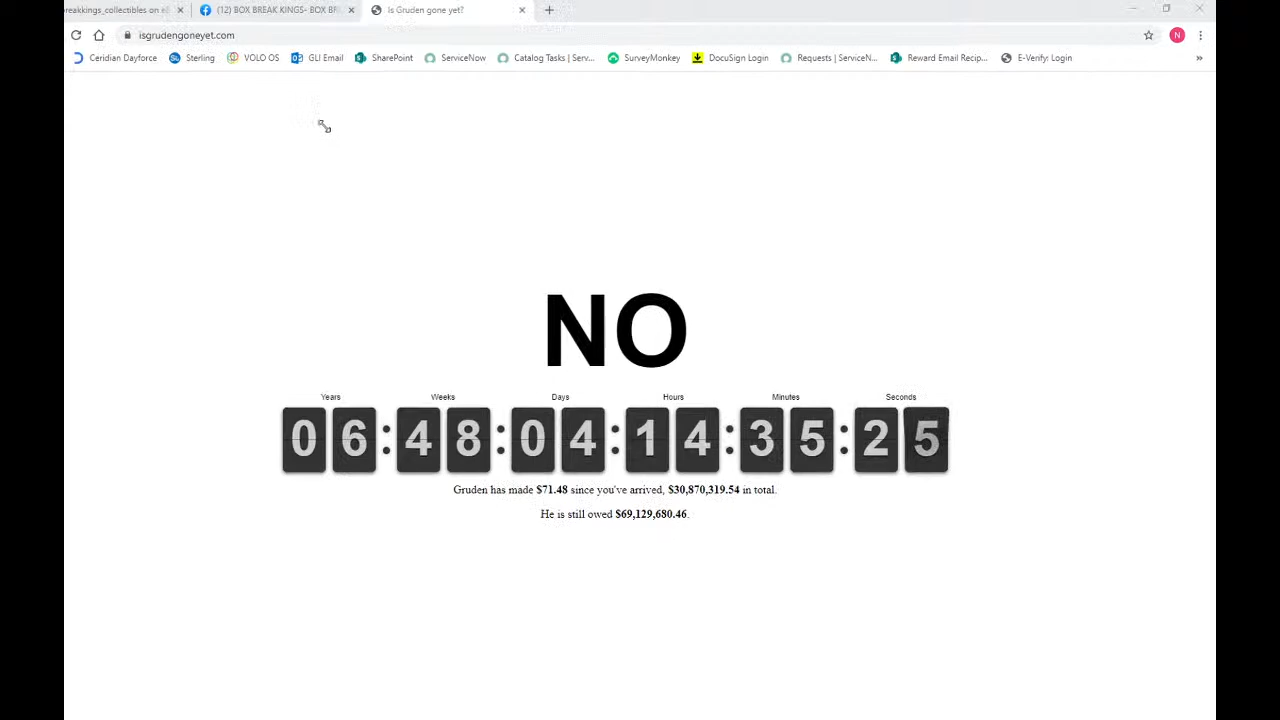 breakkings_collectibles on e
(12) BOX BREAK KINGS- BOX BR
Is Gruden gone yet?
isgrudengoneyet.com
N
Ceridian Dayforce
Sterling
VOLO OS
GLI Email
SharePoint
ServiceNow
Catalog Tasks | Serv...
SurveyMonkey
DocuSign Login
Requests | ServiceN...
Reward Email Recip...
E-Verify: Login
NO
Years Weeks Days Hours Minutes Seconds
06:48:04:14:35:25
Gruden has made $71.48 since you've arrived, $30,870,319.54 in total.
He is still owed $69,129,680.46.